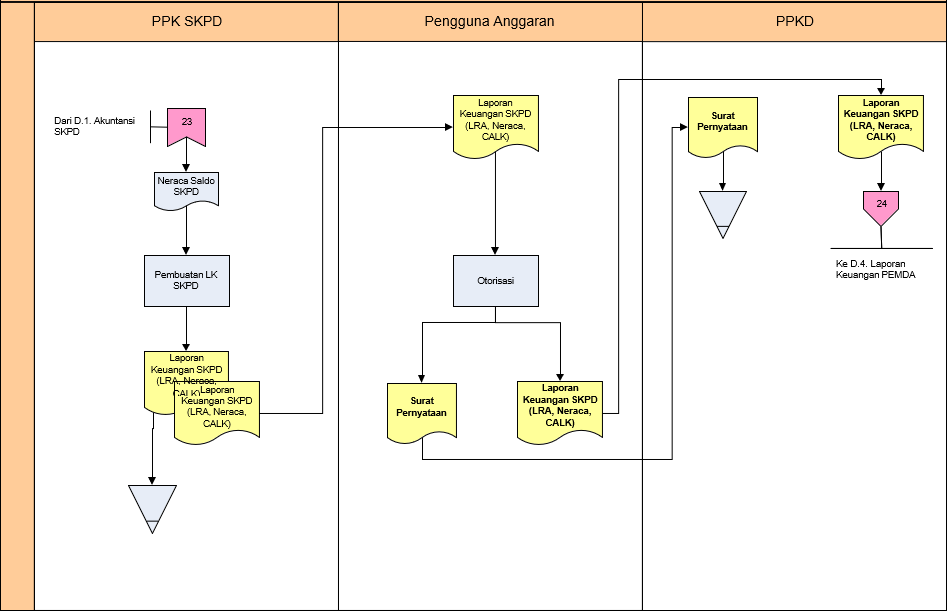 PPK SKPD
Pengguna Anggaran
PPKD
Dari D.1. Akuntansi
SKPD
23
Neraca Saldo
SKPD
Pembuatan LK
SKPD
Laporan
Keuangan SKPD
(LRA, Neraca,
CALK)
Laporan
Keuangan SKPD
(LRA, Neraca,
CALK)
Laporan
Keuangan SKPD
(LRA, Neraca,
CALK)
Otorisasi
Surat
Pernyataan
Laporan
Keuangan SKPD
(LRA, Neraca,
CALK)
Surat
Pernyataan
Laporan
Keuangan SKPD
(LRA, Neraca,
CALK)
24
Ke D.4. Laporan
Keuangan PEMDA